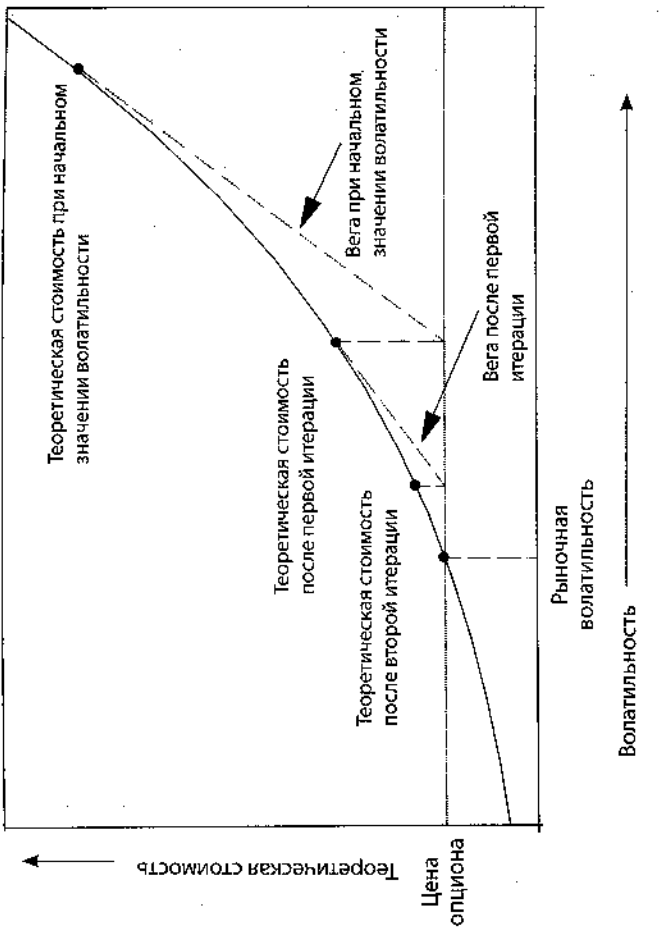 Теоретическая стоимость при начальном
значении волатильности
Вега при начальном
значении волатильности
Теоретическая стоимость
после первой итерации
Вега после первой
итерации
Теоретическая стоимость
после второй итерации
Теоретическая стоимость
Цена
опциона
Рыночная
волатильность
Волатильность